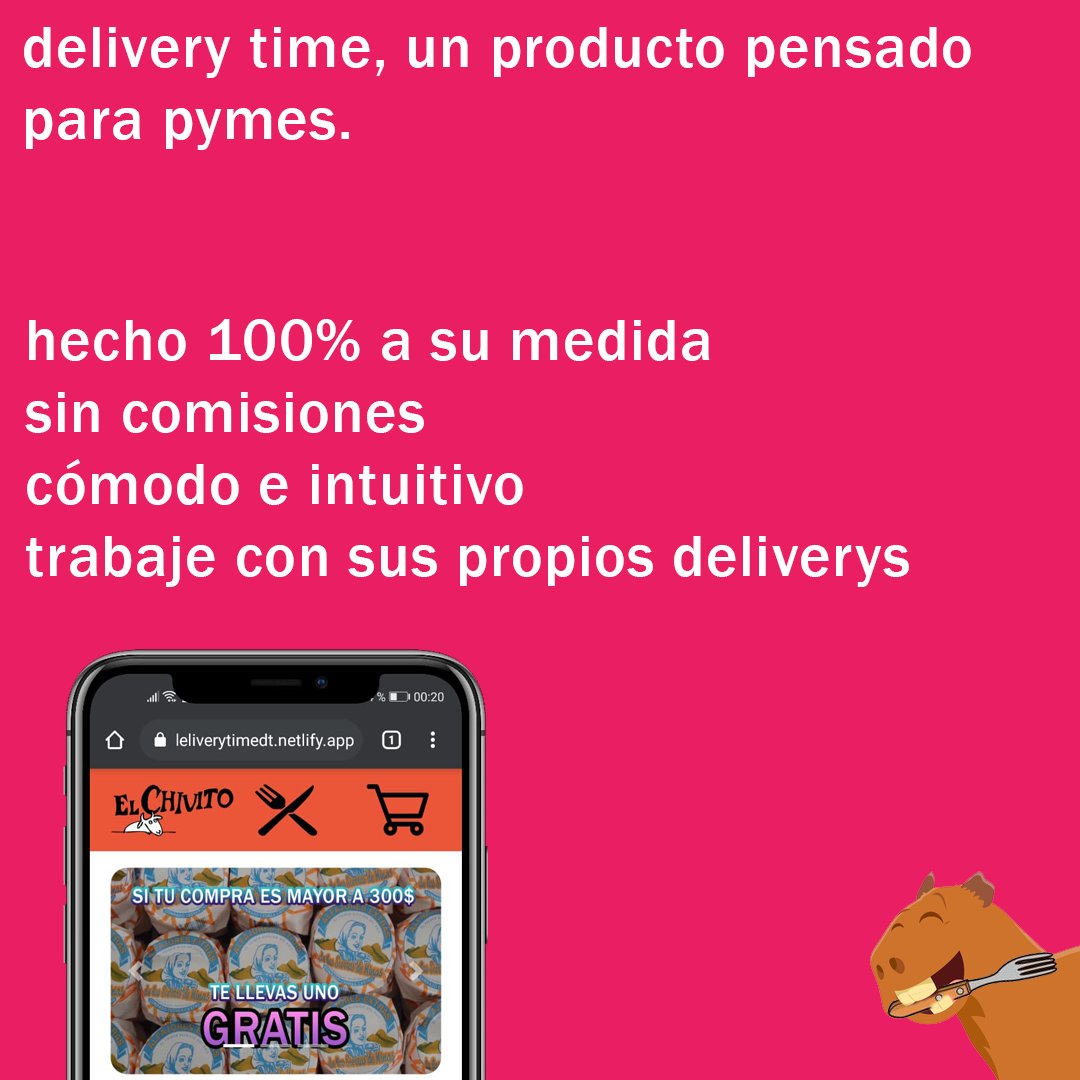 delivery time, un producto pensado
para pymes.
hecho 100% a su medida
sin comisiones
cómodo e intuitivo
trabaje con sus propios deliverys
% 00:20
leliverytimedt.netlify.app 1
EL CHIVITO
SI TU COMPRA ES MAYOR A 300$
TE LLEVAS UNO
GRATIS